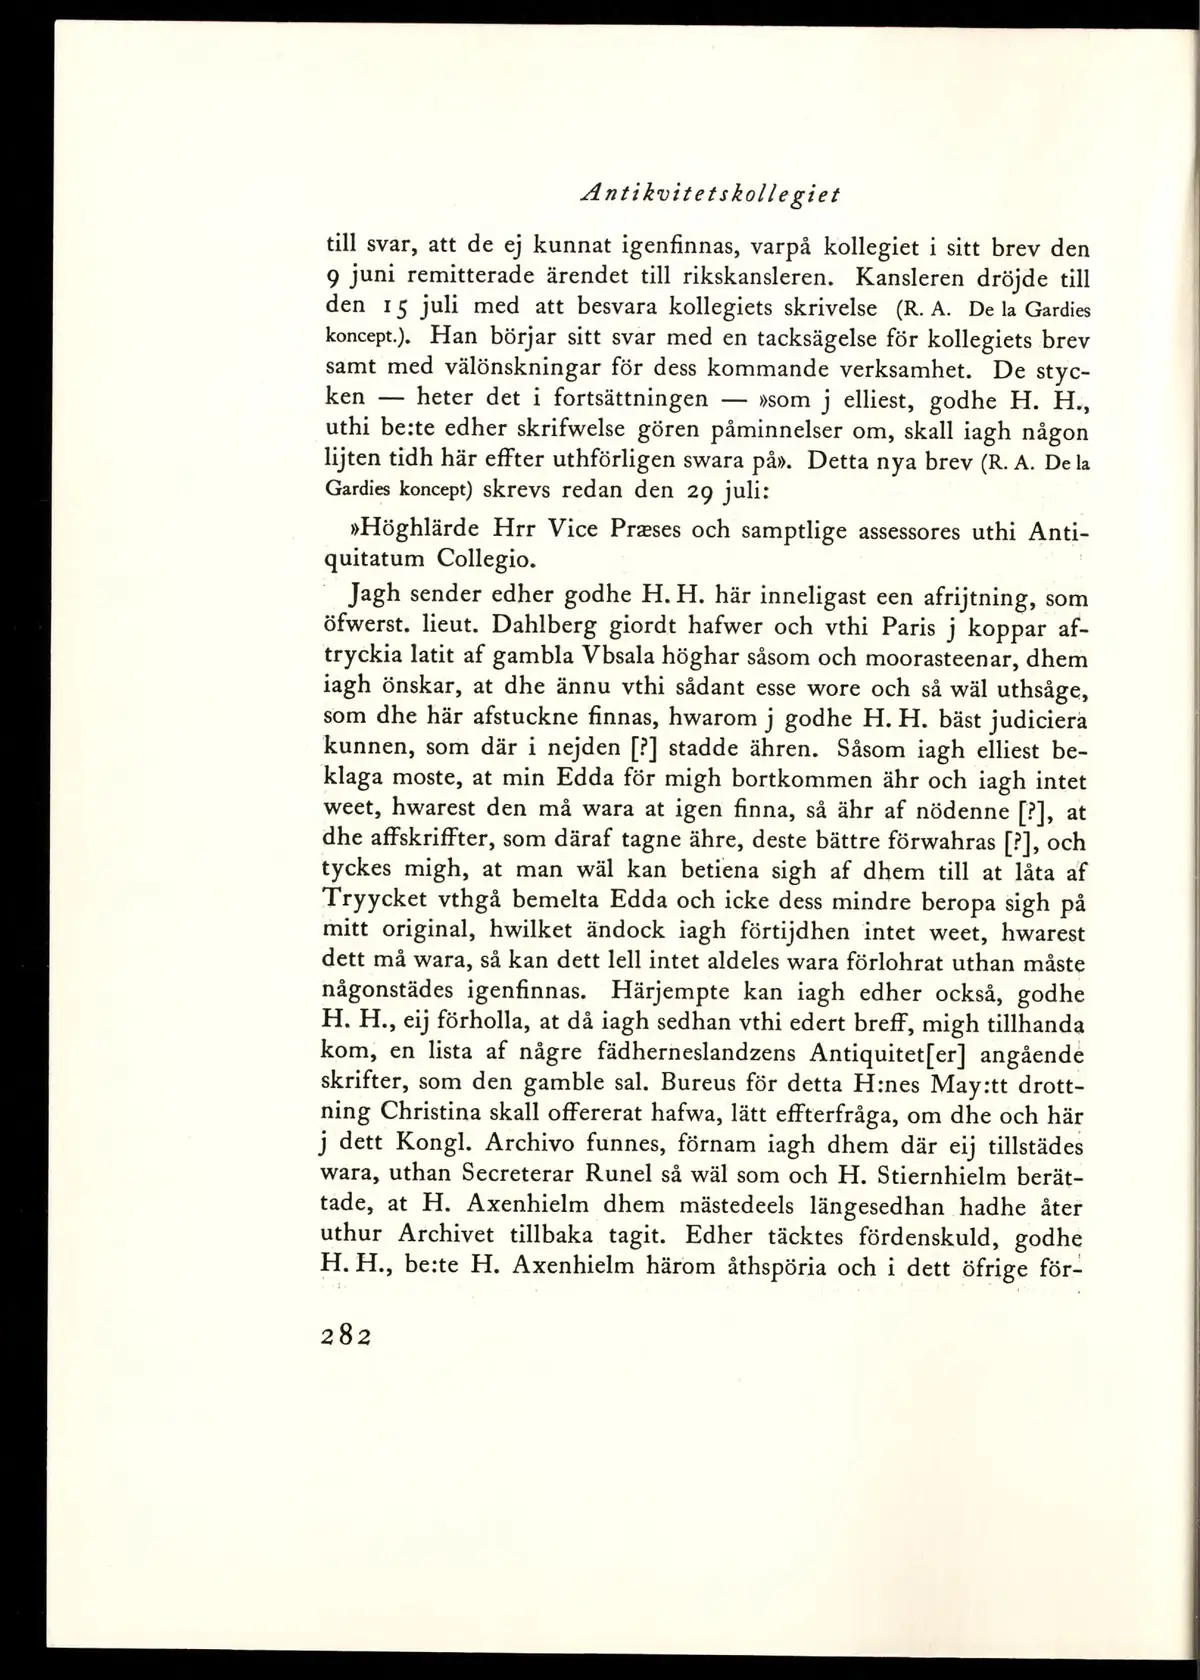 Antikvitetskollegiet
till svar, att de ej kunnat igenfinnas, varpå kollegiet i sitt brev den
9 juni remitterade ärendet till rikskansleren. Kansleren dröjde till
den 15 juli med att besvara kollegiets skrivelse (R. A. De la Gardies
koncept.). Han börjar sitt svar med en tacksägelse för kollegiets brev
samt med välönskningar för dess kommande verksamhet. De styc-
ken — heter det i fortsättningen — »som j elliest, godhe H. H.,
uthi be:te edher skrifwelse gören påminnelser om, skall iagh någon
lijten tidh här effter uthförligen swara på». Detta nya brev (R. A. De la
Gardies koncept) skrevs redan den 29 juli:
»Höghlärde Hrr Vice Præses och samptlige assessores uthi Anti-
quitatum Collegio.
Jagh sender edher godhe H. H. här inneligast een afrijtning, som
öfwerst. lieut. Dahlberg giordt hafwer och vthi Paris j koppar af-
tryckia latit af gambla Vbsala höghar såsom och moorasteenar, dhem
iagh önskar, at dhe ännu vthi sådant esse wore och så wäl uthsåge,
som dhe här afstuckne finnas, hwarom j godhe H. H. bäst judiciera
kunnen, som där i nejden [?] stadde ähren. Såsom iagh elliest be-
klaga moste, at min Edda för migh bortkommen ähr och iagh intet
weet, hwarest den må wara at igen finna, så ähr af nödenne [?], at
dhe affskriffter, som däraf tagne ähre, deste bättre förwahras [?], och
tyckes migh, at man wäl kan betiena sigh af dhem till at låta af
Tryycket vthgå bemelta Edda och icke dess mindre beropa sigh på
mitt original, hwilket ändock iagh förtijdhen intet weet, hwarest
dett må wara, så kan dett lell intet aldeles wara förlohrat uthan måste
någonstädes igenfinnas. Härjempte kan iagh edher också, godhe
H. H., eij förholla, at då iagh sedhan vthi edert breff, migh tillhanda
kom, en lista af någre fädherneslandzens Antiquitet[er] angående
skrifter, som den gamble sal. Bureus för detta H:nes May:tt drott-
ning Christina skall offererat hafwa, lätt effterfråga, om dhe och här
j dett Kongl. Archivo funnes, förnam iagh dhem där eij tillstädes
wara, uthan Secreterar Runel så wäl som och H. Stiernhielm berät-
tade, at H. Axenhielm dhem mästedeels längesedhan hadhe åter
uthur Archivet tillbaka tagit. Edher täcktes fördenskuld, godhe
H. H., be:te H. Axenhielm härom åthspöria och i dett öfrige för-
282